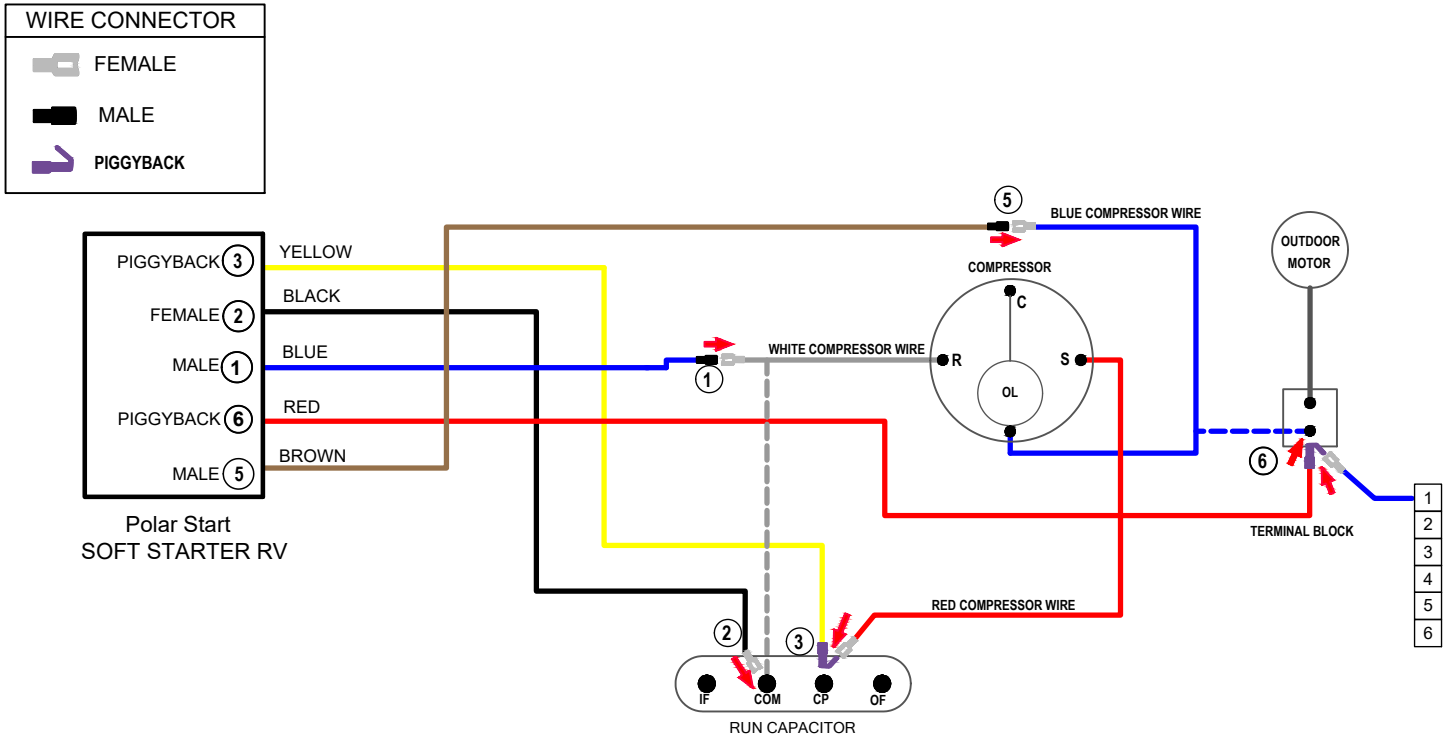 WIRE CONNECTOR
FEMALE
MALE
PIGGYBACK
PIGGYBACK 3 YELLOW
FEMALE 2 BLACK
MALE 1 BLUE
PIGGYBACK 6 RED
MALE 5 BROWN
Polar Start
SOFT STARTER RV
5
BLUE COMPRESSOR WIRE
COMPRESSOR
C
R
S
OL
WHITE COMPRESSOR WIRE
1
OUTDOOR
MOTOR
6
TERMINAL BLOCK
1
2
3
4
5
6
RED COMPRESSOR WIRE
2
3
IF
COM
CP
OF
RUN CAPACITOR